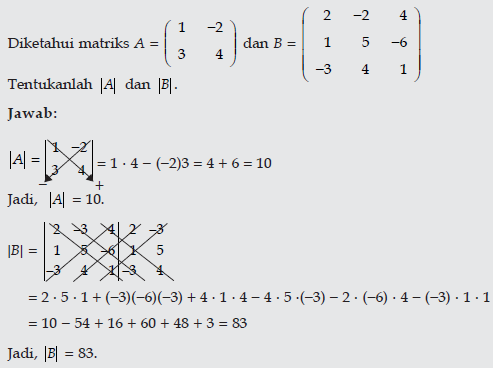 Diketahui matriks A = ( 1 −2 ; 3 4 ) dan B = ( 2 −2 4 ; 1 5 −6 ; −3 4 1 )
Tentukanlah |A| dan |B|.
Jawab:
|A| = | 1 −2 ; 3 4 | = 1 · 4 − (−2)3 = 4 + 6 = 10
− +
Jadi, |A| = 10.
|B| = | 2 −3 4 | 2 −3 ; 1 5 −6 | 1 5 ; −3 4 1 | −3 4
= 2 · 5 · 1 + (−3)(−6)(−3) + 4 · 1 · 4 − 4 · 5 ·(−3) − 2 · (−6) · 4 − (−3) · 1 · 1
= 10 − 54 + 16 + 60 + 48 + 3 = 83
Jadi, |B| = 83.